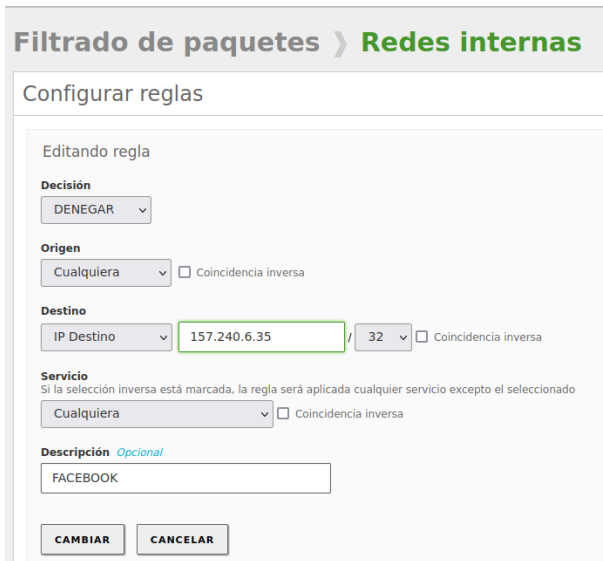 Filtrado de paquetes ❯ Redes internas
Configurar reglas
Editando regla
Decisión
DENEGAR
Origen
Cualquiera Coincidencia inversa
Destino
IP Destino 157.240.6.35 / 32 Coincidencia inversa
Servicio
Si la selección inversa está marcada, la regla será aplicada cualquier servicio excepto el seleccionado
Cualquiera Coincidencia inversa
Descripción Opcional
FACEBOOK
CAMBIAR CANCELAR